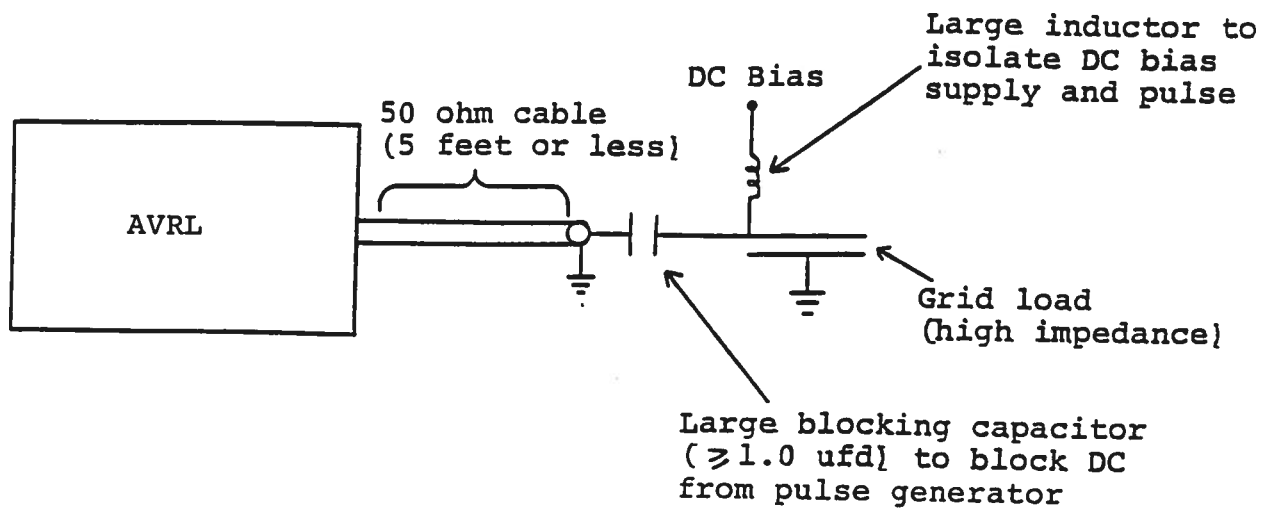 Large inductor to
isolate DC bias
supply and pulse
DC Bias
50 ohm cable
(5 feet or less)
AVRL
Grid load
(high impedance)
Large blocking capacitor
(⩾1.0 ufd) to block DC
from pulse generator